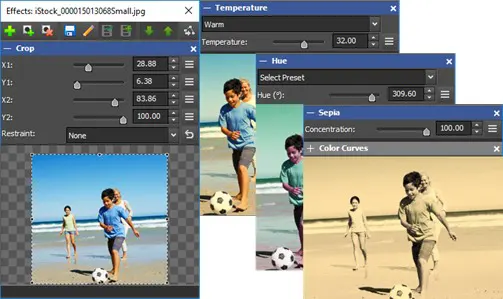 Effects: iStock_000015013068Small.jpg
Crop
X1: 28.88
Y1: 6.38
X2: 83.86
Y2: 100.00
Restraint: None
Temperature
Warm
Temperature: 32.00
Hue
Select Preset
Hue (°): 309.60
Sepia
Concentration: 100.00
Color Curves